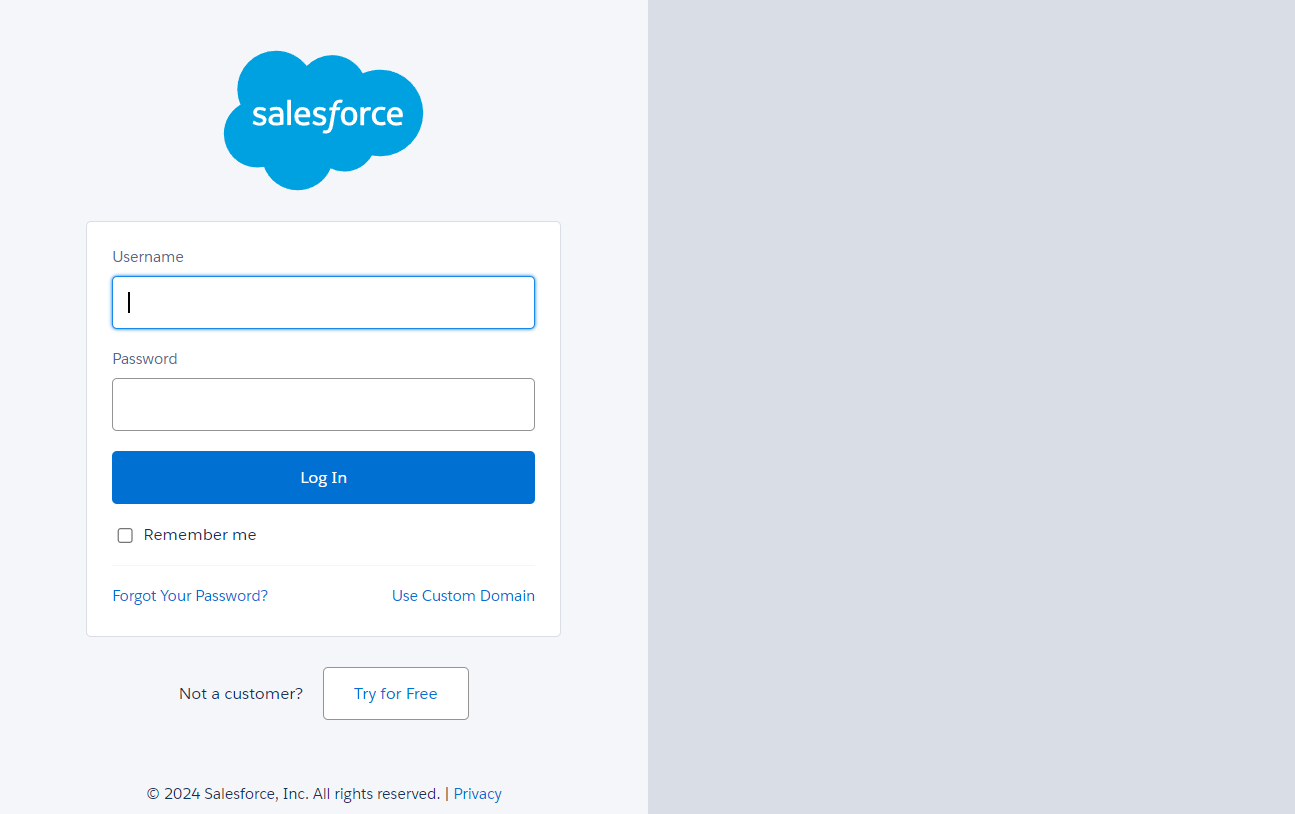 salesforce
Username
Password
Log In
Remember me
Forgot Your Password? Use Custom Domain
Not a customer? Try for Free
© 2024 Salesforce, Inc. All rights reserved. | Privacy